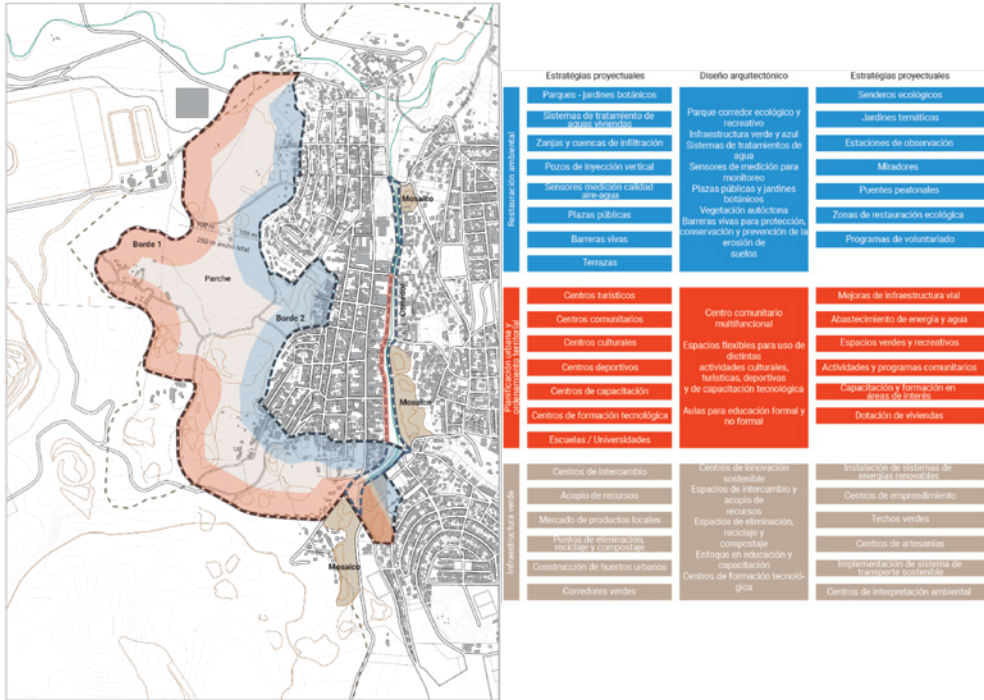 Borde 1
100 m
100 m
250 m ancho total
Parche
Borde 2
Mosaico
Corredor
Mosaico
Mosaico
Estratégias proyectuales
Diseño arquitectónico
Estratégias proyectuales
Restauración ambiental
Parques - jardines botánicos
Sistemas de tratamiento de
aguas viviendas
Zanjas y cuencas de infiltración
Pozos de inyección vertical
Sensores medición calidad
aire-agua
Plazas públicas
Barreras vivas
Terrazas
Parque corredor ecológico y
recreativo
Infraestructura verde y azul
Sistemas de tratamientos de
agua
Sensores de medición para
monitoreo
Plazas públicas y jardines
botánicos
Vegetación autóctona
Barreras vivas para protección,
conservación y prevención de la
erosión de
suelos
Senderos ecológicos
Jardines temáticos
Estaciones de observación
Miradores
Puentes peatonales
Zonas de restauración ecológica
Programas de voluntariado
Planificación urbana y
ordenamiento territorial
Centros turísticos
Centros comunitarios
Centros culturales
Centros deportivos
Centros de capacitación
Centros de formación tecnológica
Escuelas / Universidades
Centro comunitario
multifuncional
Espacios flexibles para uso de
distintas
actividades culturales,
turísticas, deportivas
y de capacitación tecnológica
Aulas para educación formal y
no formal
Mejoras de infraestructura vial
Abastecimiento de energía y agua
Espacios verdes y recreativos
Actividades y programas comunitarios
Capacitación y formación en
áreas de interés
Dotación de viviendas
Infraestructura verde
Centros de intercambio
Acopio de recursos
Mercado de productos locales
Puntos de eliminación,
reciclaje y compostaje
Construcción de huertos urbanos
Corredores verdes
Centros de innovación
sostenible
Espacios de intercambio y
acopio de
recursos
Espacios de eliminación,
reciclaje y
compostaje
Enfoque en educación y
capacitación
Centros de formación tecnoló-
gica
Instalación de sistemas de
energías renovables
Centros de emprendimiento
Techos verdes
Centros de artesanías
Implementación de sistema de
transporte sostenible
Centros de interpretación ambiental